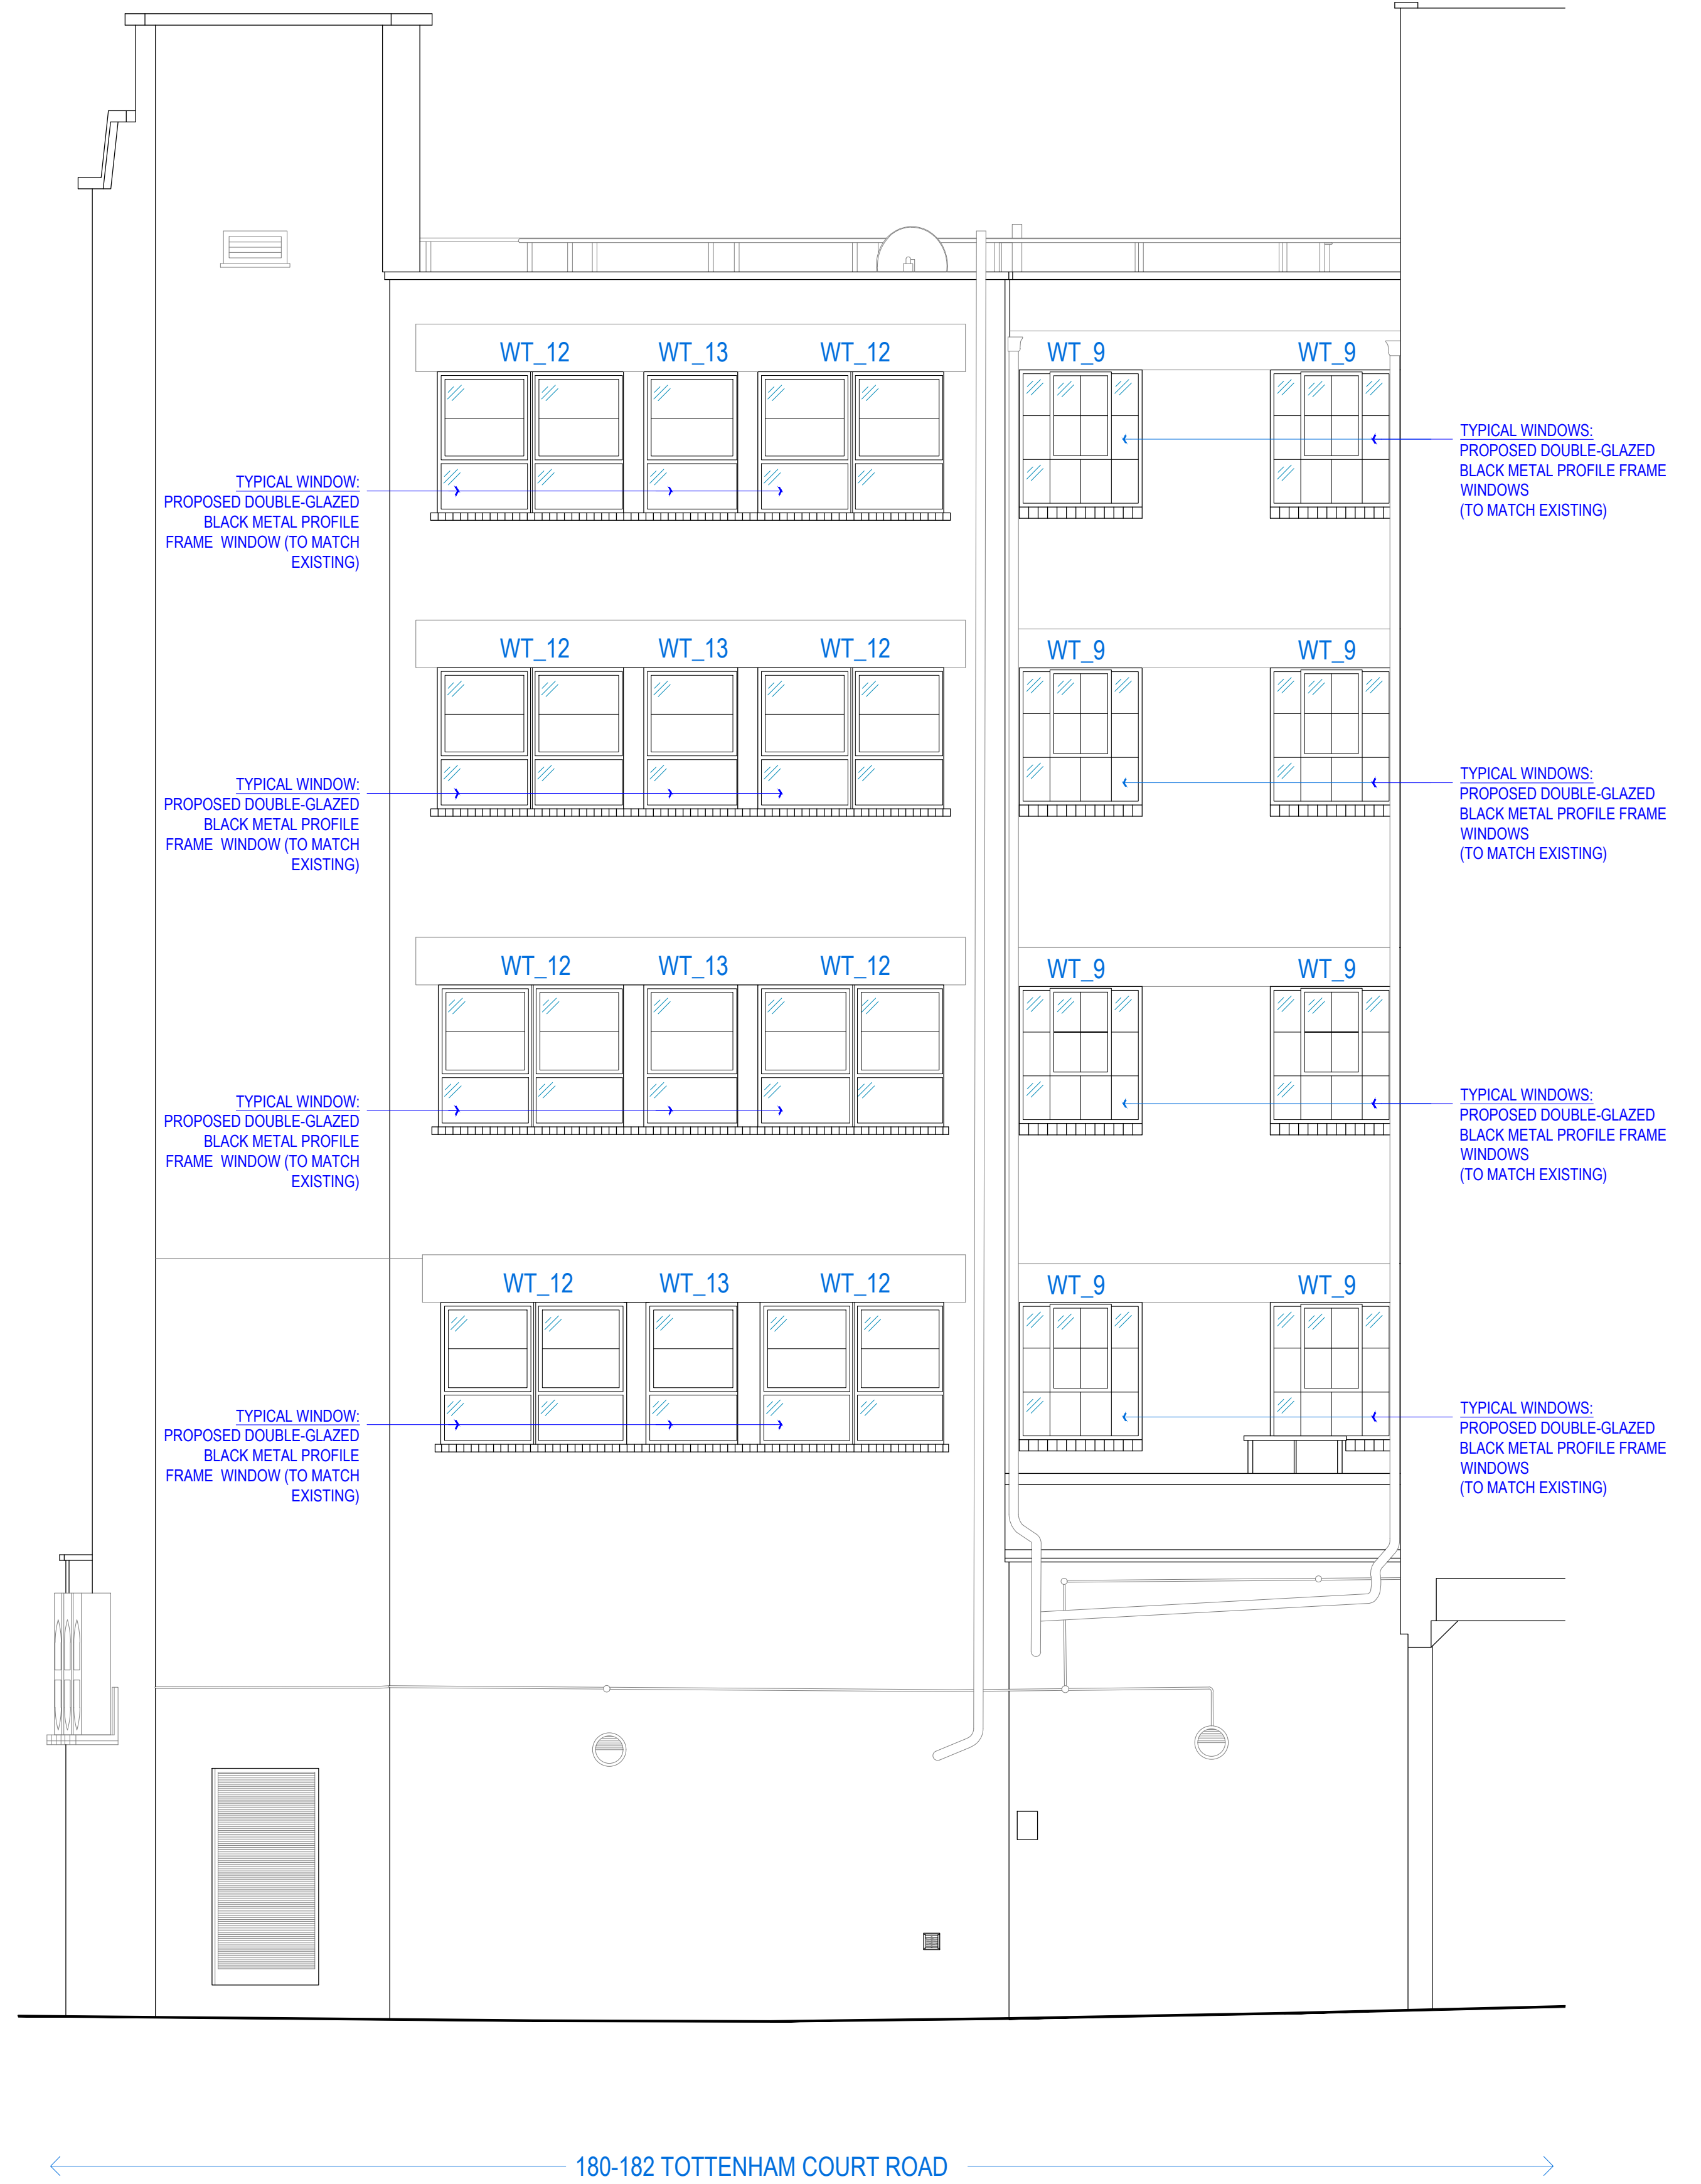 WT_12 WT_13 WT_12 WT_9 WT_9
TYPICAL WINDOW:
PROPOSED DOUBLE-GLAZED
BLACK METAL PROFILE
FRAME WINDOW (TO MATCH
EXISTING)
TYPICAL WINDOWS:
PROPOSED DOUBLE-GLAZED
BLACK METAL PROFILE FRAME
WINDOWS
(TO MATCH EXISTING)
WT_12 WT_13 WT_12 WT_9 WT_9
TYPICAL WINDOW:
PROPOSED DOUBLE-GLAZED
BLACK METAL PROFILE
FRAME WINDOW (TO MATCH
EXISTING)
TYPICAL WINDOWS:
PROPOSED DOUBLE-GLAZED
BLACK METAL PROFILE FRAME
WINDOWS
(TO MATCH EXISTING)
WT_12 WT_13 WT_12 WT_9 WT_9
TYPICAL WINDOW:
PROPOSED DOUBLE-GLAZED
BLACK METAL PROFILE
FRAME WINDOW (TO MATCH
EXISTING)
TYPICAL WINDOWS:
PROPOSED DOUBLE-GLAZED
BLACK METAL PROFILE FRAME
WINDOWS
(TO MATCH EXISTING)
WT_12 WT_13 WT_12 WT_9 WT_9
TYPICAL WINDOW:
PROPOSED DOUBLE-GLAZED
BLACK METAL PROFILE
FRAME WINDOW (TO MATCH
EXISTING)
TYPICAL WINDOWS:
PROPOSED DOUBLE-GLAZED
BLACK METAL PROFILE FRAME
WINDOWS
(TO MATCH EXISTING)
180-182 TOTTENHAM COURT ROAD